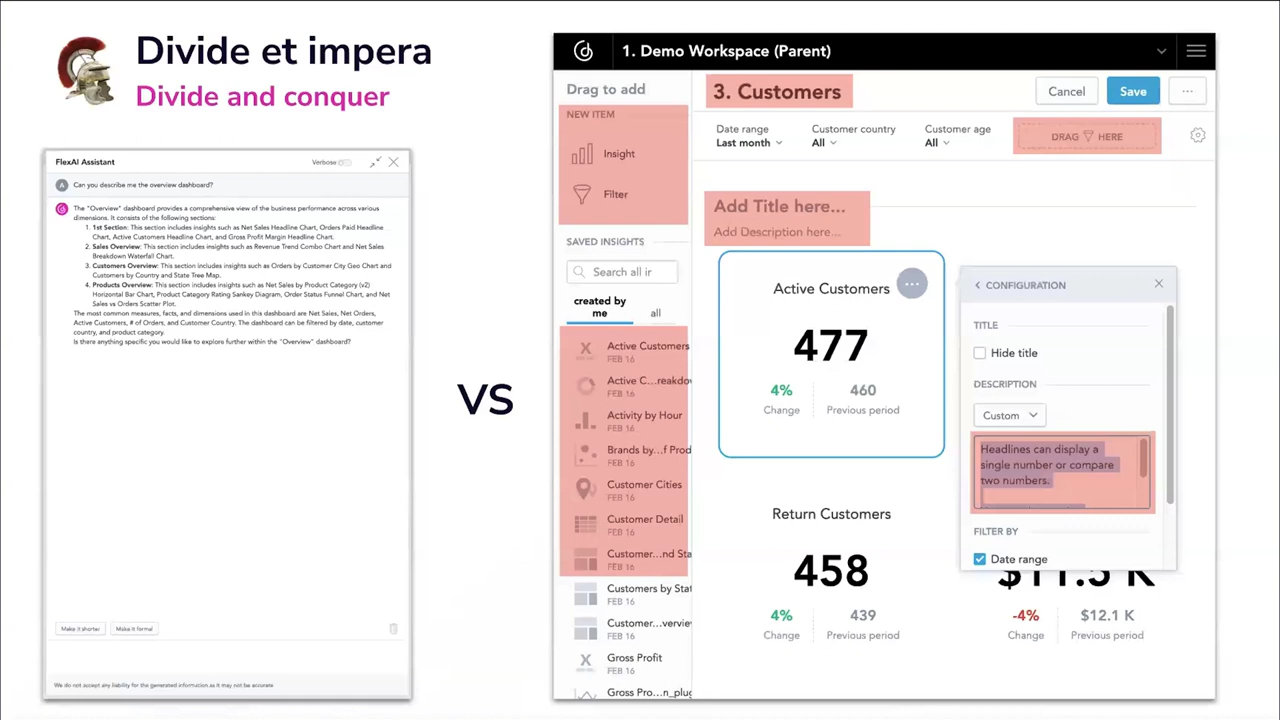 Divide et impera
Divide and conquer
FlexAI Assistant
Verbose
A
Can you describe me the overview dashboard?
The "Overview" dashboard provides a comprehensive view of the business performance across various
dimensions. It consists of the following sections:
1. 1st Section: This section includes insights such as Net Sales Headline Chart, Orders Paid Headline
Chart, Active Customers Headline Chart, and Gross Profit Margin Headline Chart.
2. Sales Overview: This section includes insights such as Revenue Trend Combo Chart and Net Sales
Breakdown Waterfall Chart.
3. Customers Overview: This section includes insights such as Orders by Customer City Geo Chart and
Customers by Country and State Tree Map.
4. Products Overview: This section includes insights such as Net Sales by Product Category (v2)
Horizontal Bar Chart, Product Category Rating Sankey Diagram, Order Status Funnel Chart, and Net
Sales vs Orders Scatter Plot.
The most common measures, facts, and dimensions used in this dashboard are Net Sales, Net Orders,
Active Customers, # of Orders, and Customer Country. The dashboard can be filtered by date, customer
country, and product category.
Is there anything specific you would like to explore further within the "Overview" dashboard?
Make it shorter
Make it formal
We do not accept any liability for the generated information as it may not be accurate
VS
1. Demo Workspace (Parent)
Drag to add
NEW ITEM
Insight
Filter
SAVED INSIGHTS
Search all ir
created by
me
all
Active Customers
FEB 16
Active C...reakdov
FEB 16
Activity by Hour
FEB 16
Brands by...f Prod
FEB 16
Customer Cities
FEB 16
Customer Detail
FEB 16
Customer...nd Sta
FEB 16
Customers by Stat
FEB 16
Customer...verviev
FEB 16
Gross Profit
FEB 16
Gross Pro...n_plug
3. Customers
Cancel
Save
...
Date range
Last month
Customer country
All
Customer age
All
DRAG HERE
Add Title here...
Add Description here...
Active Customers
...
477
4%
Change
460
Previous period
Return Customers
458
4%
Change
439
Previous period
-4%
Change
$12.1 K
Previous period
CONFIGURATION
TITLE
Hide title
DESCRIPTION
Custom
Headlines can display a
single number or compare
two numbers.
FILTER BY
Date range